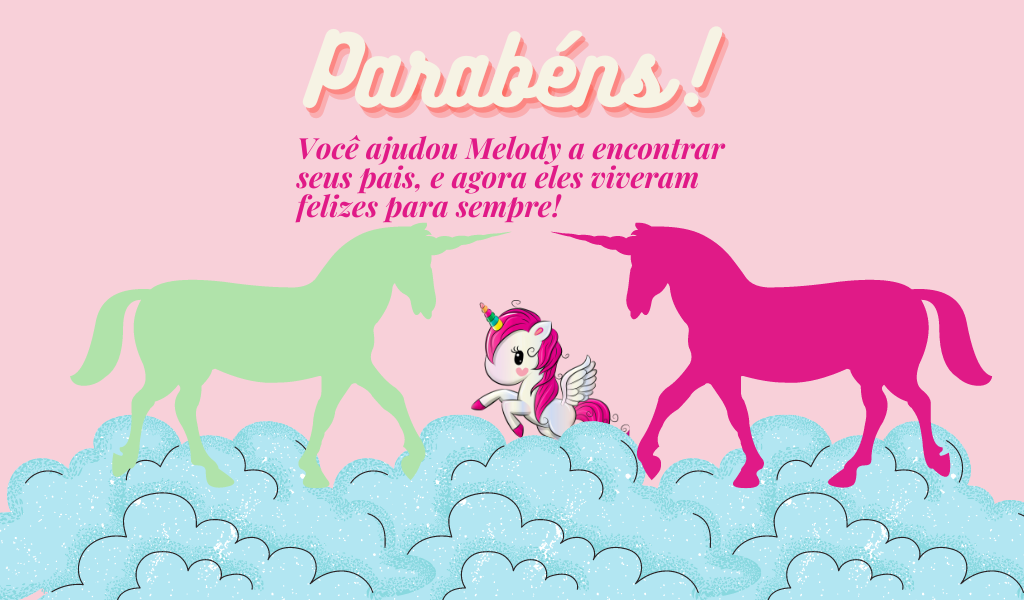 Parabéns!
Você ajudou Melody a encontrar
seus pais, e agora eles viveram
felizes para sempre!